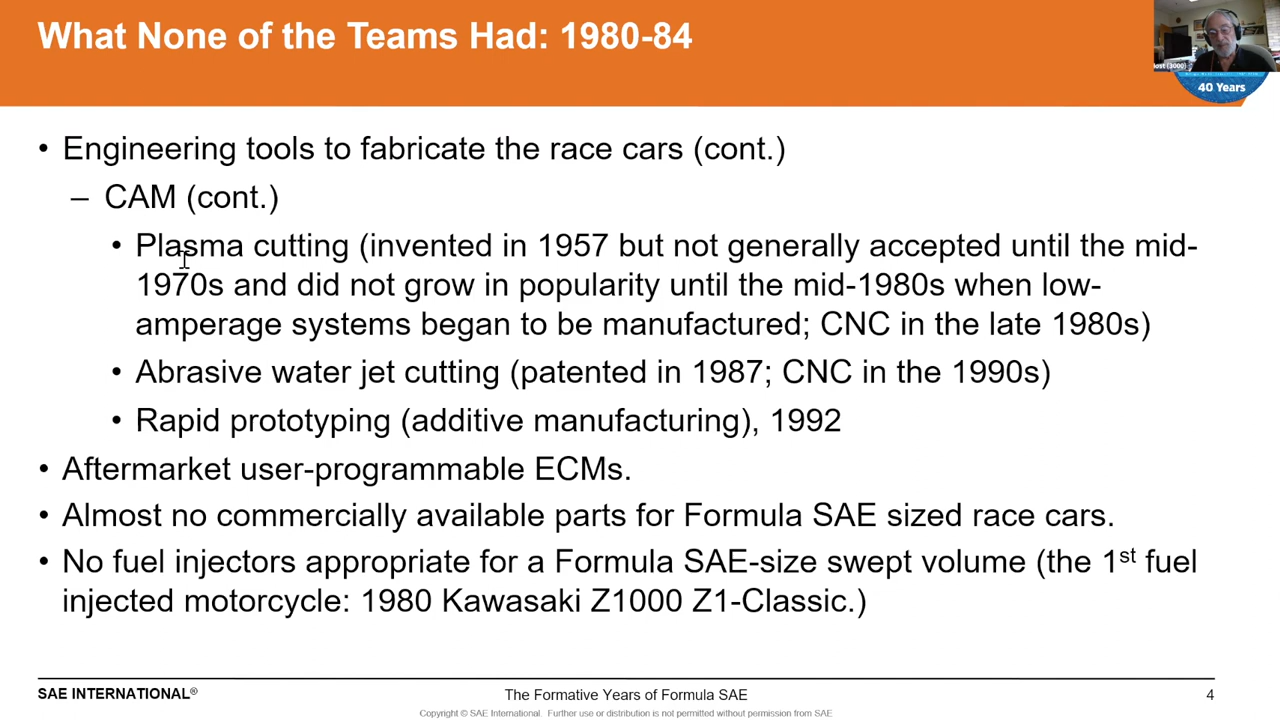 What None of the Teams Had: 1980-84
40 Years
• Engineering tools to fabricate the race cars (cont.)
– CAM (cont.)
• Plasma cutting (invented in 1957 but not generally accepted until the mid-
1970s and did not grow in popularity until the mid-1980s when low-
amperage systems began to be manufactured; CNC in the late 1980s)
• Abrasive water jet cutting (patented in 1987; CNC in the 1990s)
• Rapid prototyping (additive manufacturing), 1992
• Aftermarket user-programmable ECMs.
• Almost no commercially available parts for Formula SAE sized race cars.
• No fuel injectors appropriate for a Formula SAE-size swept volume (the 1st fuel
injected motorcycle: 1980 Kawasaki Z1000 Z1-Classic.)
SAE INTERNATIONAL®
The Formative Years of Formula SAE
4
Copyright © SAE International. Further use or distribution is not permitted without permission from SAE